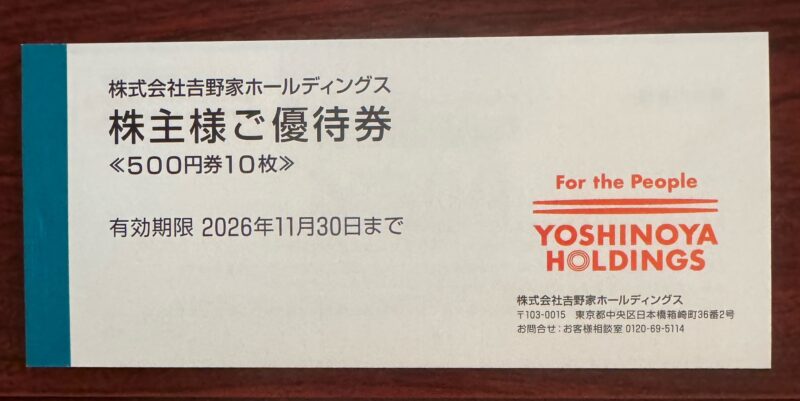 株式会社𠮷野家ホールディングス
株主様ご優待券
≪500円券10枚≫
有効期限 2026年11月30日まで
For the People
YOSHINOYA
HOLDINGS
株式会社𠮷野家ホールディングス
〒103-0015 東京都中央区日本橋箱崎町36番2号
お問合せ：お客様相談室 0120-69-5114